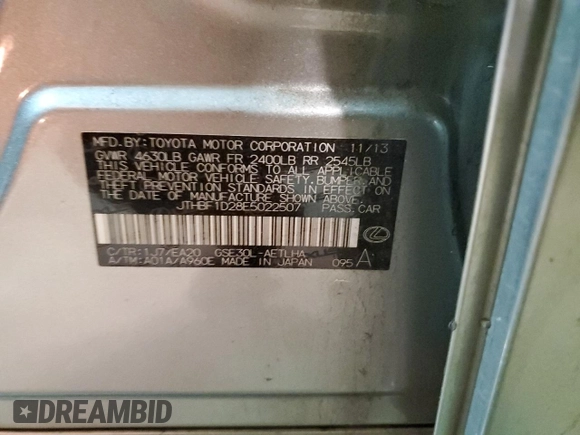 MFD.BY:TOYOTA MOTOR CORPORATION 11/13
GVWR 4630LB GAWR FR 2400LB RR 2545LB
THIS VEHICLE CONFORMS TO ALL APPLICABLE
FEDERAL MOTOR VEHICLE SAFETY,BUMPER,AND
THEFT PREVENTION STANDARDS IN EFFECT ON
THE DATE OF MANUFACTURE SHOWN ABOVE.
JTHBF1D28E5022507 PASS.CAR
C/TR:1J7/EA20 GSE30L-AETLHA
A/TM:A01A/A960E MADE IN JAPAN 095 A
DREAMBID